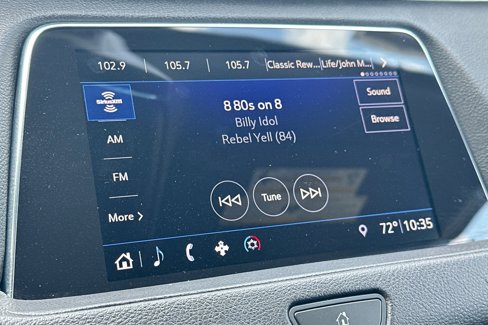 102.9 105.7 105.7 Classic Rew... Life/John M...
SiriusXM
Sound
8 80s on 8
Billy Idol
Rebel Yell (84)
Browse
AM
FM
More
Tune
72° 10:35